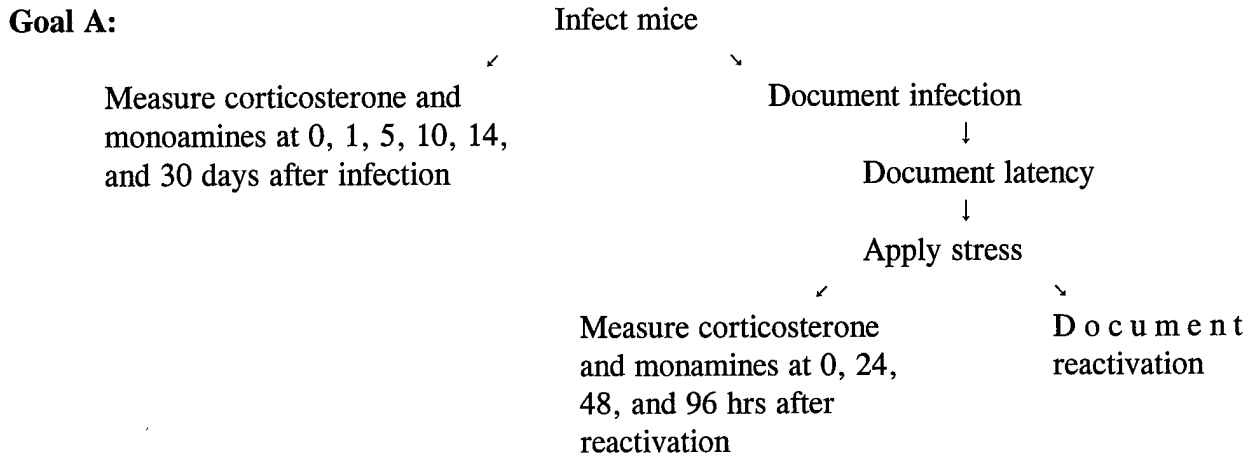 Goal A:
Infect mice
↙ ↘
Measure corticosterone and
monoamines at 0, 1, 5, 10, 14,
and 30 days after infection
Document infection
↓
Document latency
↓
Apply stress
↙ ↘
Measure corticosterone
and monamines at 0, 24,
48, and 96 hrs after
reactivation
Document
reactivation